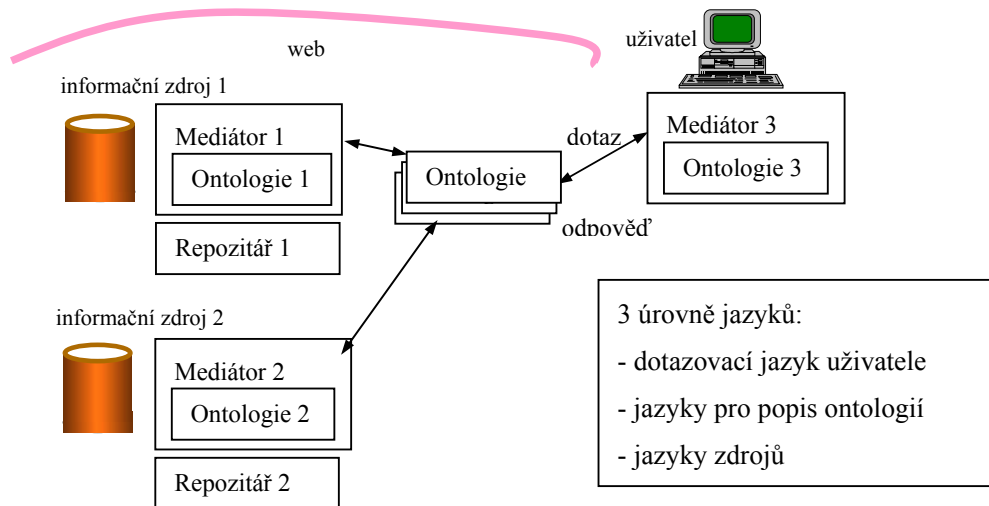 web
uživatel
informační zdroj 1
Mediátor 1
Ontologie 1
Repozitář 1
Ontologie
dotaz
odpověď
Mediátor 3
Ontologie 3
informační zdroj 2
Mediátor 2
Ontologie 2
Repozitář 2
3 úrovně jazyků:
- dotazovací jazyk uživatele
- jazyky pro popis ontologií
- jazyky zdrojů